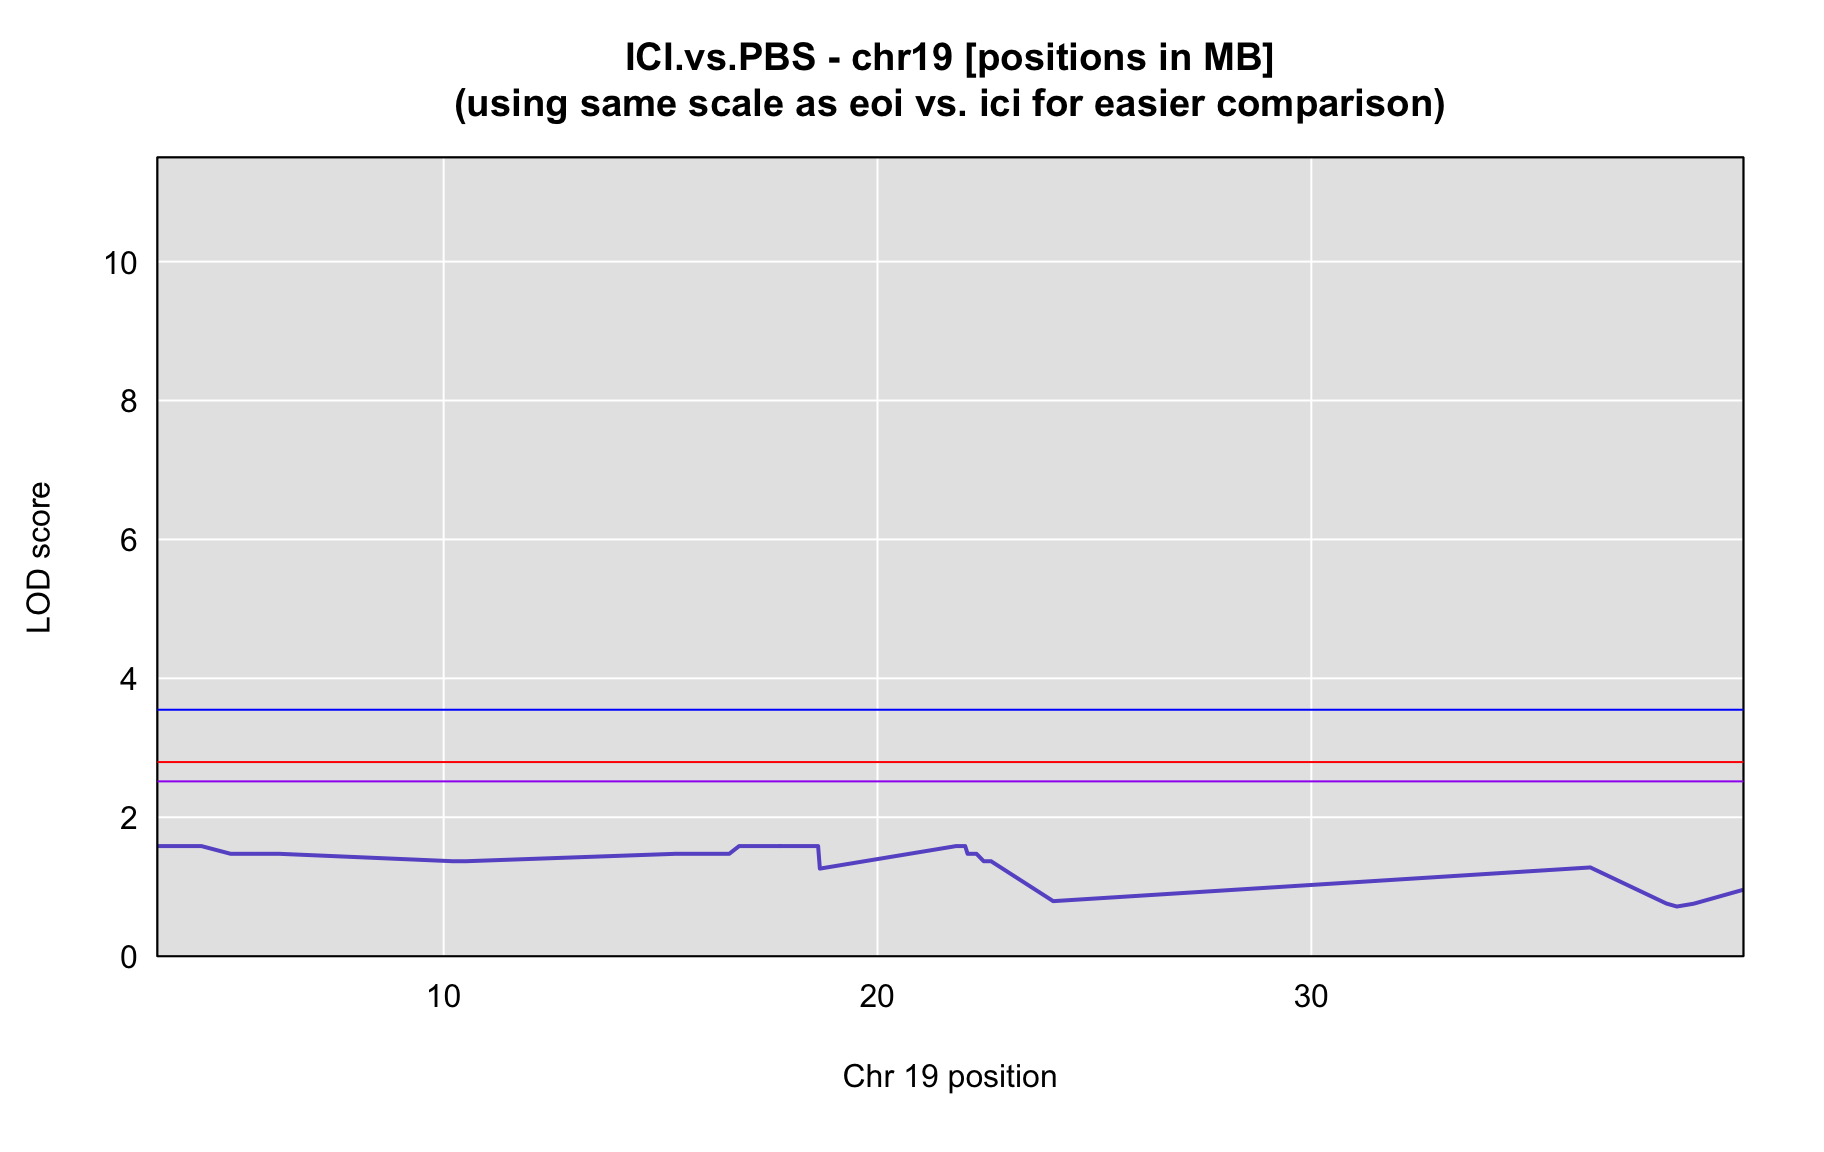 ICI.vs.PBS - chr19 [positions in MB]
(using same scale as eoi vs. ici for easier comparison)
10
8
6
4
2
0
LOD score
10 20 30
Chr 19 position